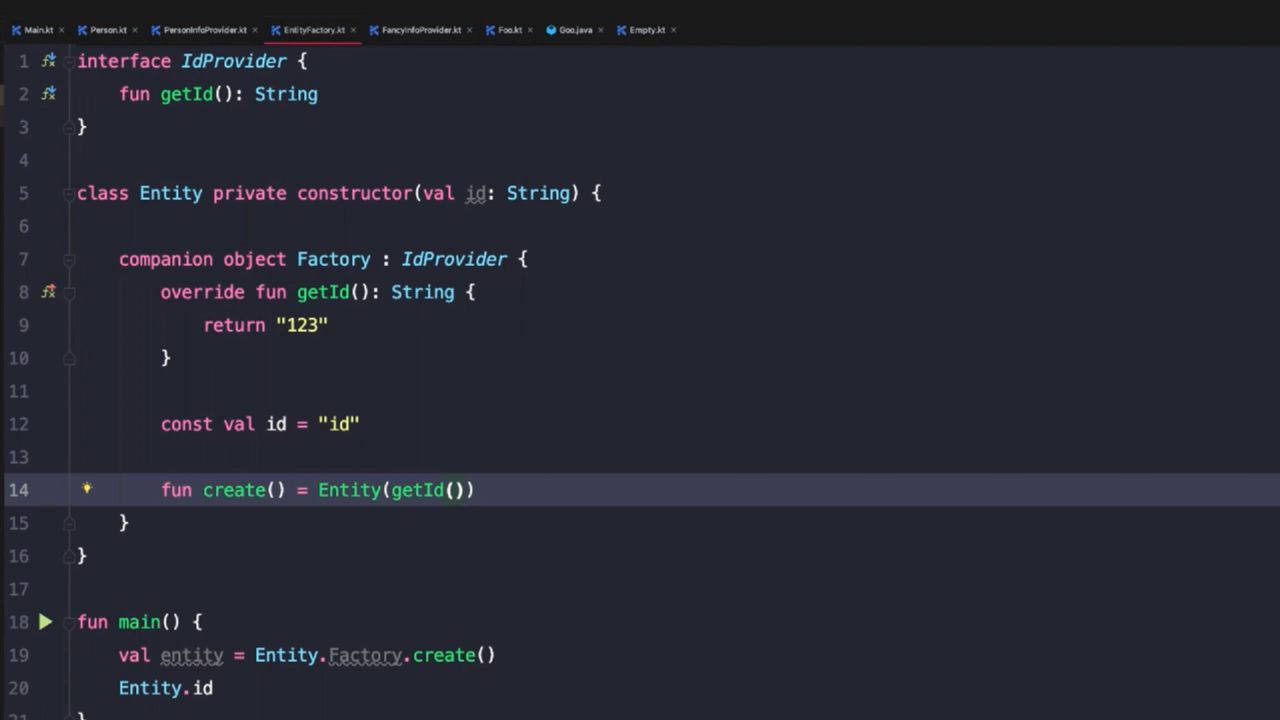 Main.kt Person.kt PersonInfoProvider.kt EntityFactory.kt FancyInfoProvider.kt Foo.kt Goo.java Empty.kt
1 interface IdProvider {
2     fun getId(): String
3 }
4
5 class Entity private constructor(val id: String) {
6
7     companion object Factory : IdProvider {
8         override fun getId(): String {
9             return "123"
10         }
11
12         const val id = "id"
13
14         fun create() = Entity(getId())
15     }
16 }
17
18 fun main() {
19     val entity = Entity.Factory.create()
20     Entity.id
21 }